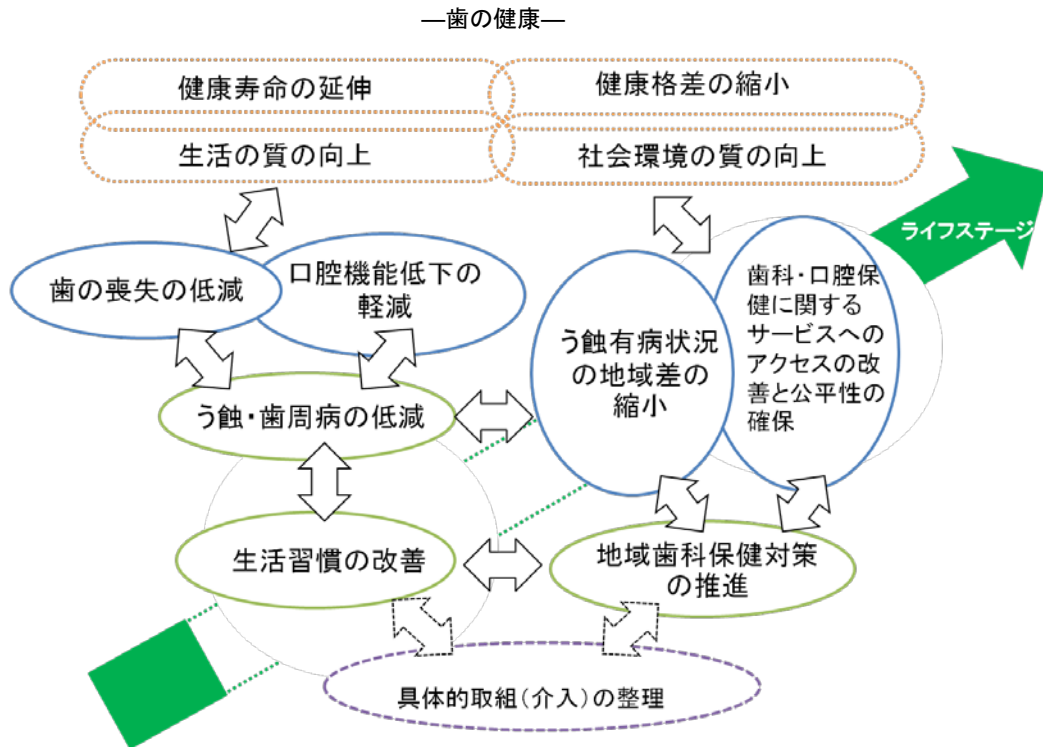 ―歯の健康―
健康寿命の延伸
健康格差の縮小
生活の質の向上
社会環境の質の向上
ライフステージ
歯の喪失の低減
口腔機能低下の
軽減
う蝕有病状況
の地域差の
縮小
歯科・口腔保
健に関する
サービスへの
アクセスの改
善と公平性の
確保
う蝕・歯周病の低減
生活習慣の改善
地域歯科保健対策
の推進
具体的取組(介入)の整理